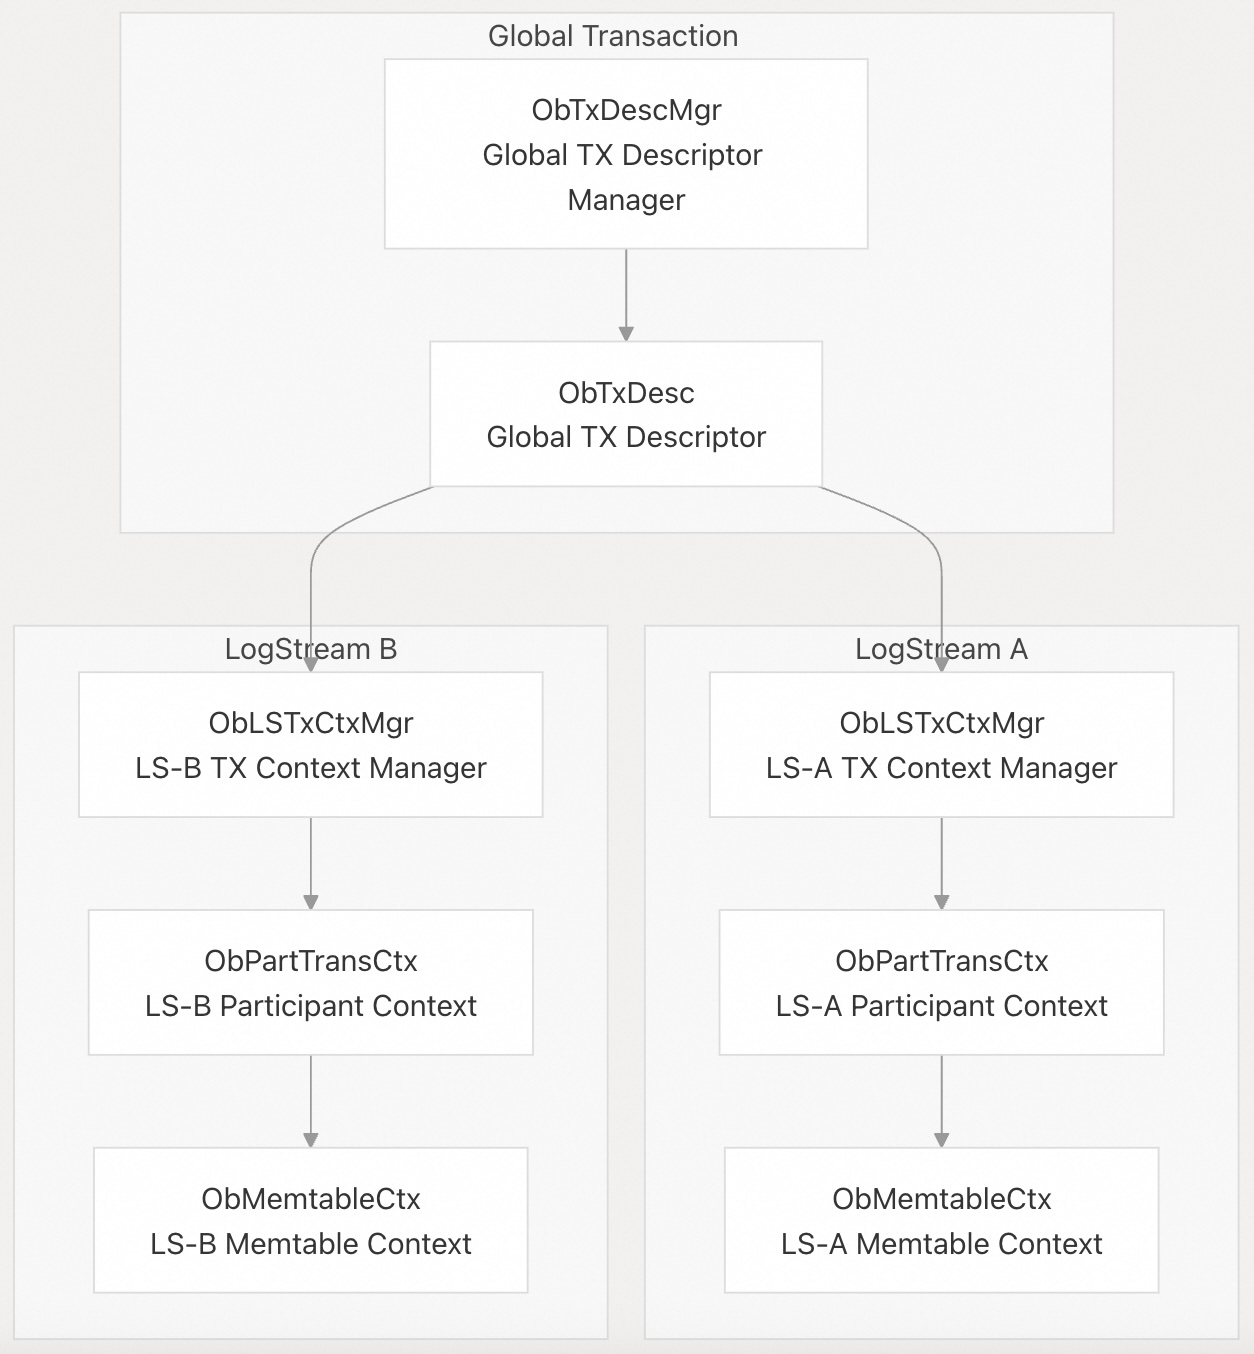 Global Transaction
ObTxDescMgr
Global TX Descriptor
Manager
ObTxDesc
Global TX Descriptor
LogStream B
ObLSTxCtxMgr
LS-B TX Context Manager
ObPartTransCtx
LS-B Participant Context
ObMemtableCtx
LS-B Memtable Context
LogStream A
ObLSTxCtxMgr
LS-A TX Context Manager
ObPartTransCtx
LS-A Participant Context
ObMemtableCtx
LS-A Memtable Context